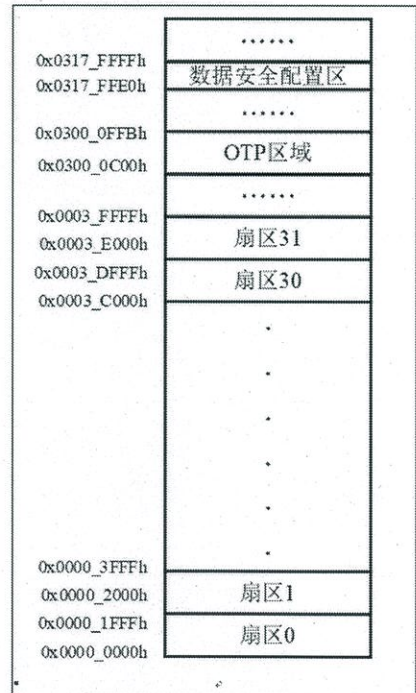 ······
0x0317_FFFFh
数据安全配置区
0x0317_FFE0h
······
0x0300_0FFBh
OTP区域
0x0300_0C00h
······
0x0003_FFFFh
扇区31
0x0003_E000h
0x0003_DFFFh
扇区30
0x0003_C000h
0x0000_3FFFh
扇区1
0x0000_2000h
0x0000_1FFFh
扇区0
0x0000_0000h